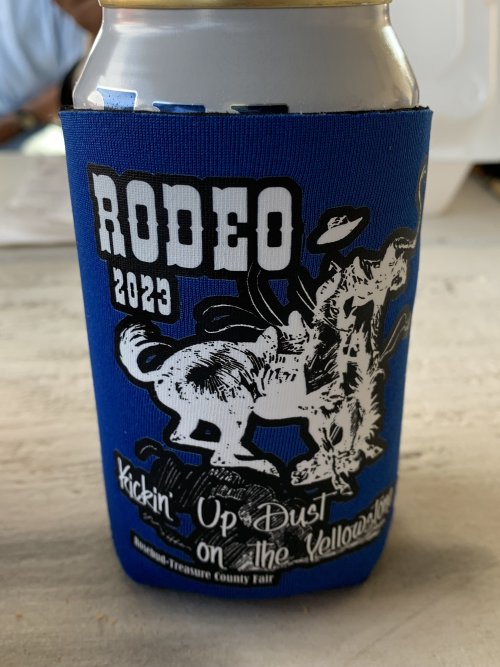 RODEO
2023
Kickin' Up Dust
on The Yellowstone
Rosebud-Treasure County Fair